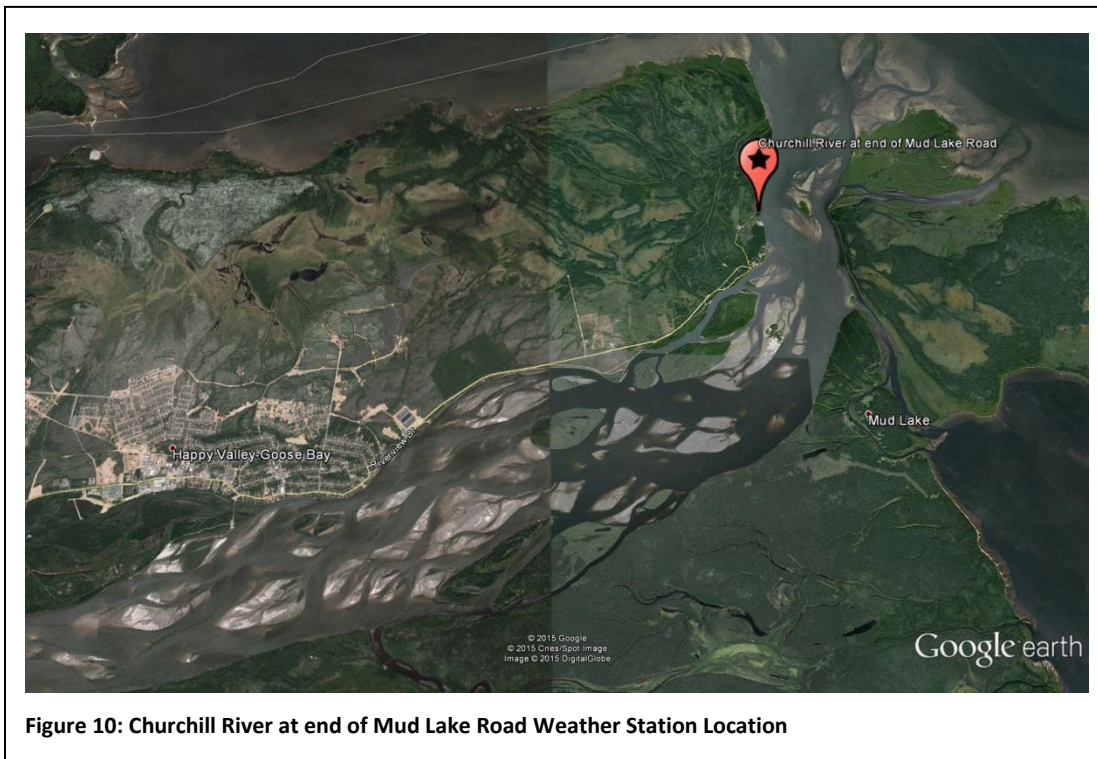 Churchill River at end of Mud Lake Road
Mud Lake
Happy Valley-Goose Bay
Riverview Dr
© 2015 Google
© 2015 Cnes/Spot Image
Image © 2015 DigitalGlobe
Google earth
Figure 10: Churchill River at end of Mud Lake Road Weather Station Location